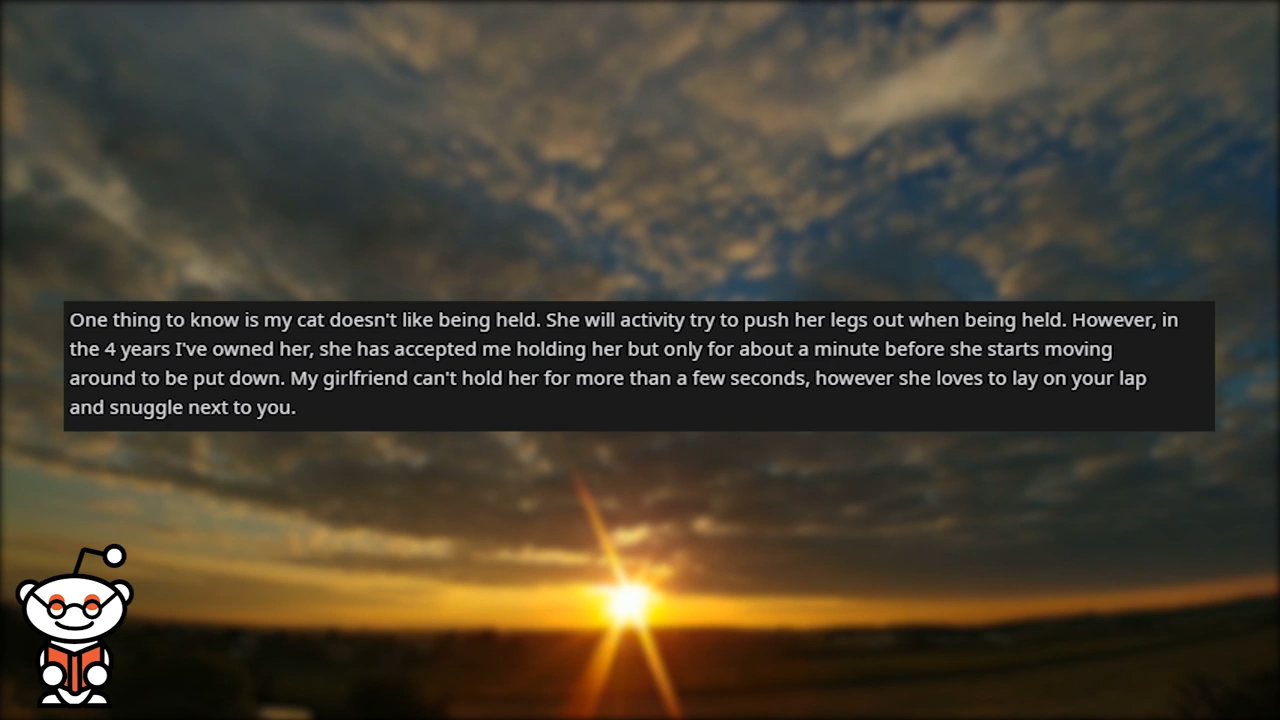 One thing to know is my cat doesn't like being held. She will activity try to push her legs out when being held. However, in
the 4 years I've owned her, she has accepted me holding her but only for about a minute before she starts moving
around to be put down. My girlfriend can't hold her for more than a few seconds, however she loves to lay on your lap
and snuggle next to you.